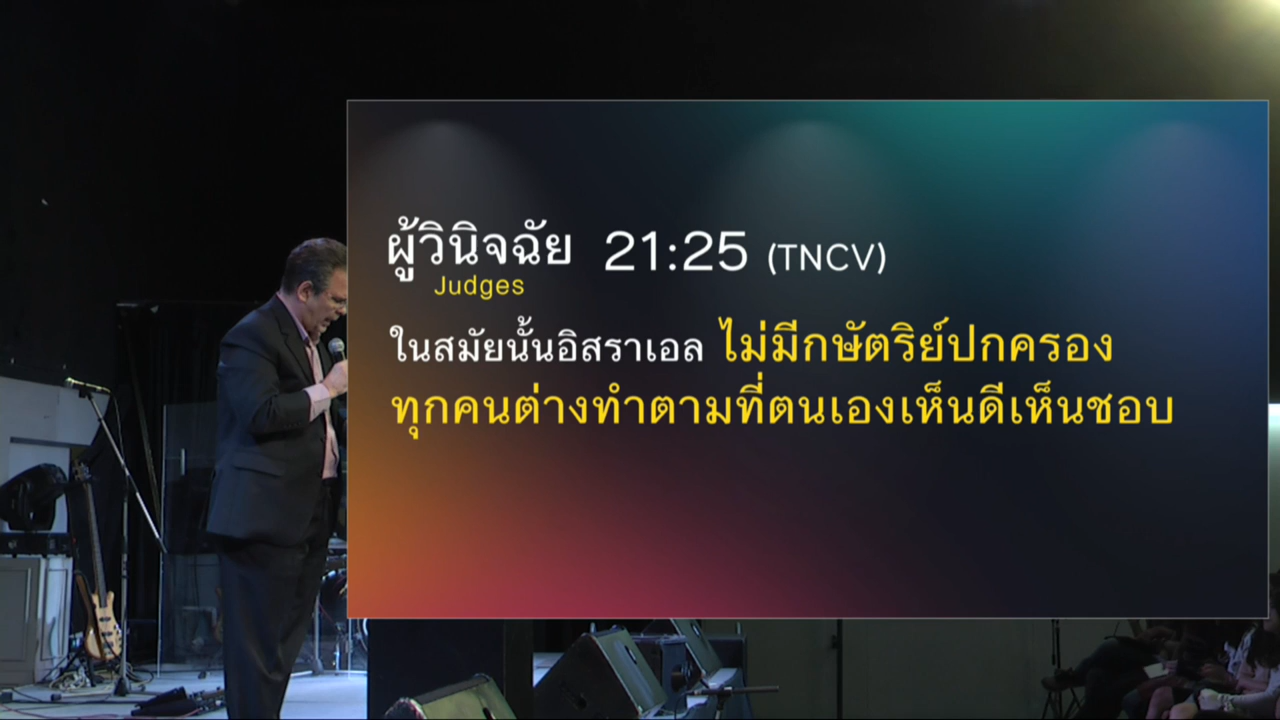 ผู้วินิจฉัย 21:25 (TNCV)
Judges
ในสมัยนั้นอิสราเอล ไม่มีกษัตริย์ปกครอง
ทุกคนต่างทำตามที่ตนเองเห็นดีเห็นชอบ